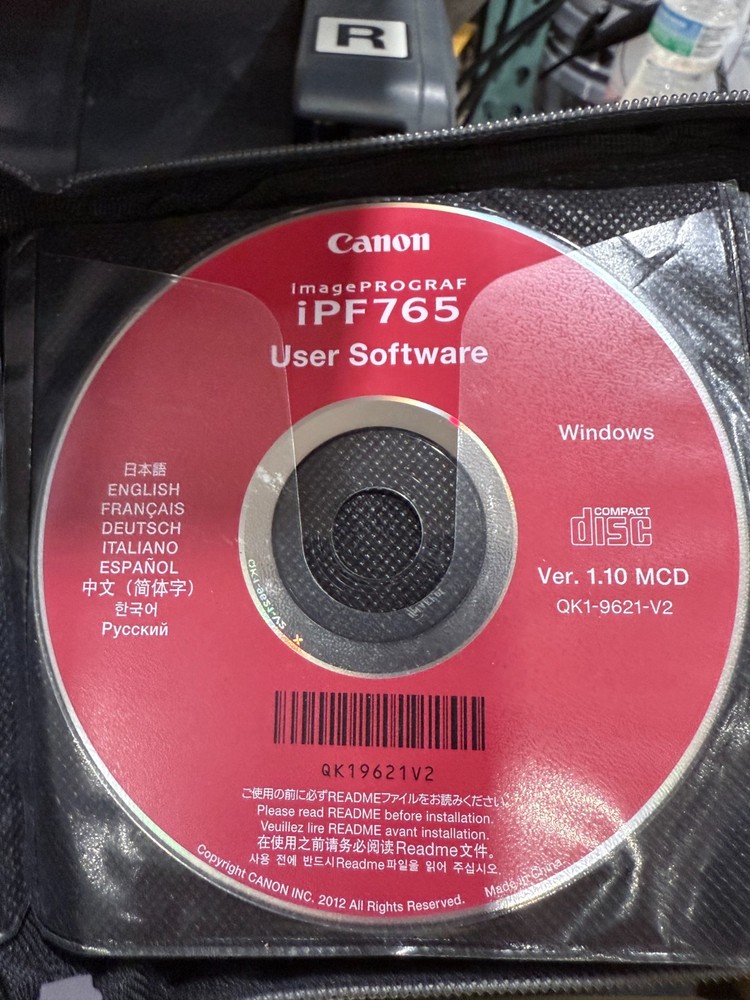 R
Canon
imagePROGRAF
iPF765
User Software
Windows
日本語
ENGLISH
FRANÇAIS
DEUTSCH
ITALIANO
ESPAÑOL
中文（简体字）
한국어
Русский
COMPACT
disc
Ver. 1.10 MCD
QK1-9621-V2
QK1-9621-V2
QK19621V2
ご使用の前に必ずREADMEファイルをお読みください。
Please read README before installation.
Veuillez lire README avant installation.
在使用之前请务必阅读Readme文件。
사용 전에 반드시Readme파일을 읽어 주십시오.
Copyright CANON INC. 2012 All Rights Reserved. Made in China